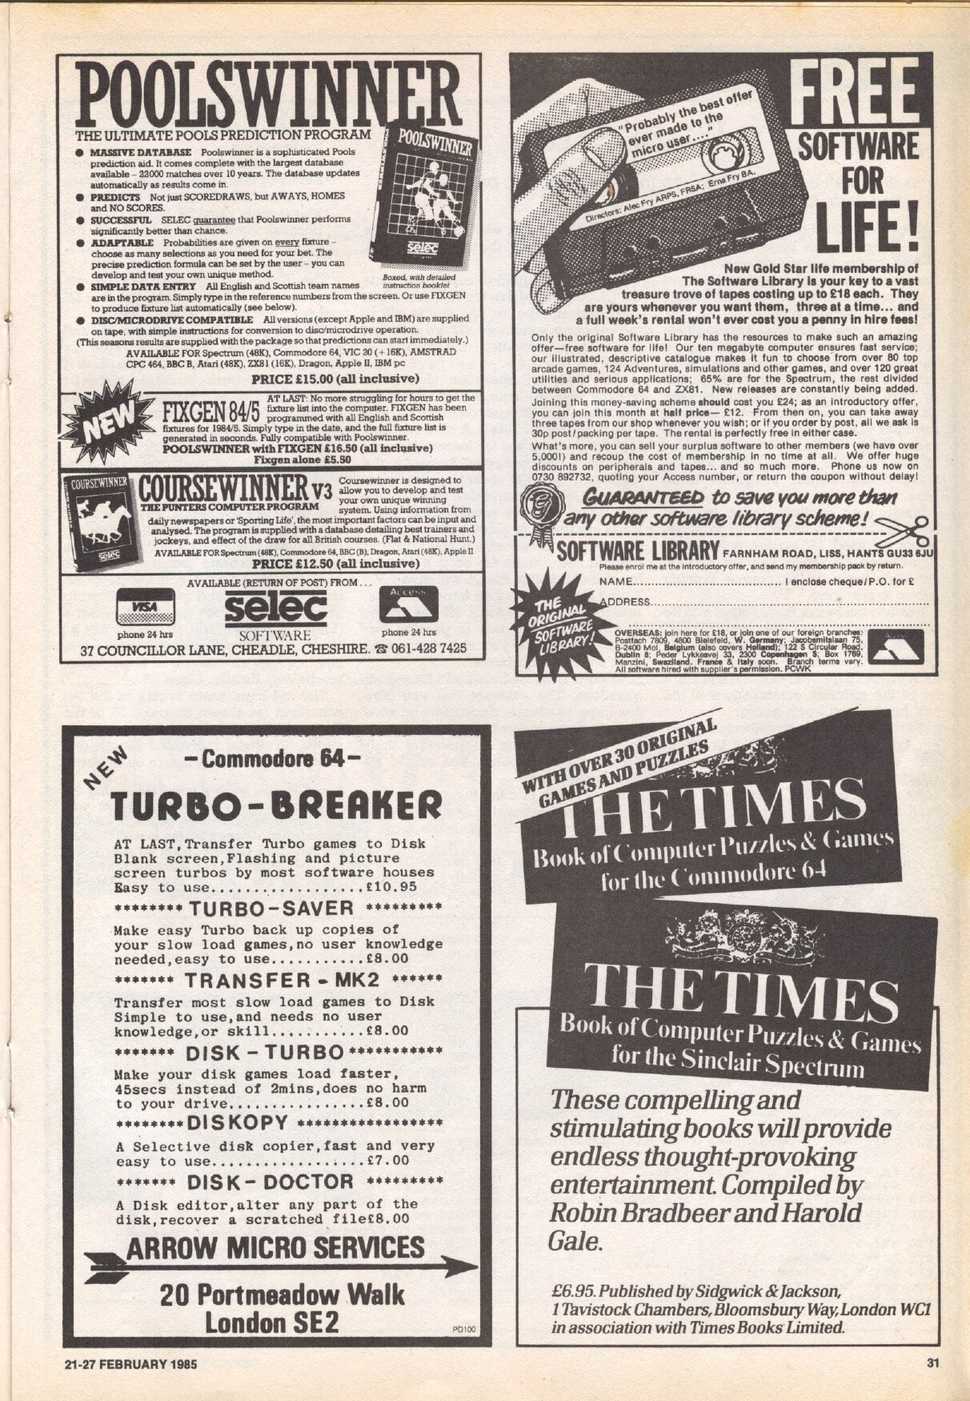 POOLSWINNER
THE ULTIMATE POOLS PREDICTION PROGRAM
● MASSIVE DATABASE Poolswinner is a sophisticated Pools
prediction aid. It comes complete with the largest database
available – 22000 matches over 10 years. The database updates
automatically as results come in.
● PREDICTS Not just SCOREDRAWS, but AWAYS, HOMES
and NO SCORES.
● SUCCESSFUL SELEC guarantee that Poolswinner performs
significantly better than chance.
● ADAPTABLE Probabilities are given on every fixture –
choose as many selections as you need for your bet. The
precise prediction formula can be set by the user – you can
develop and test your own unique method.
● SIMPLE DATA ENTRY All English and Scottish team names
are in the program. Simply type in the reference numbers from the screen. Or use FIXGEN
to produce fixture list automatically (see below).
● DISC/MICRODRIVE COMPATIBLE All versions (except Apple and IBM) are supplied
on tape, with simple instructions for conversion to disc/microdrive operation.
(This seasons results are supplied with the package so that predictions can start immediately.)
AVAILABLE FOR Spectrum (48K), Commodore 64, VIC 20 (+ 16K), AMSTRAD
CPC 464, BBC B, Atari (48K), ZX81 (16K), Dragon, Apple II, IBM pc
PRICE £15.00 (all inclusive)
POOLSWINNER
selec
Boxed, with detailed
instruction booklet
NEW
FIXGEN 84/5
AT LAST: No more struggling for hours to get the
fixture list into the computer. FIXGEN has been
programmed with all English and Scottish
fixtures for 1984/5. Simply type in the date, and the full fixture list is
generated in seconds. Fully compatible with Poolswinner.
POOLSWINNER with FIXGEN £16.50 (all inclusive)
Fixgen alone £5.50
COURSEWINNER
selec
COURSEWINNER V3
THE PUNTERS COMPUTER PROGRAM
Coursewinner is designed to
allow you to develop and test
your own unique winning
system. Using information from
daily newspapers or 'Sporting Life', the most important factors can be input and
analysed. The program is supplied with a database detailing best trainers and
jockeys, and effect of the draw for all British courses. (Flat & National Hunt.)
AVAILABLE FOR Spectrum (48K), Commodore 64, BBC (B), Dragon, Atari (48K), Apple II
PRICE £12.50 (all inclusive)
AVAILABLE (RETURN OF POST) FROM . . .
VISA
phone 24 hrs
selec
SOFTWARE
Access
phone 24 hrs
37 COUNCILLOR LANE, CHEADLE, CHESHIRE. ☎ 061-428 7425
"Probably the best offer
ever made to the
micro user...."
Directors: Alec Fry ARPS, FRSA; Erna Fry BA.
FREE
SOFTWARE
FOR
LIFE!
New Gold Star life membership of
The Software Library is your key to a vast
treasure trove of tapes costing up to £18 each. They
are yours whenever you want them, three at a time... and
a full week's rental won't ever cost you a penny in hire fees!
Only the original Software Library has the resources to make such an amazing
offer—free software for life! Our ten megabyte computer ensures fast service;
our illustrated, descriptive catalogue makes it fun to choose from over 80 top
arcade games, 124 Adventures, simulations and other games, and over 120 great
utilities and serious applications; 65% are for the Spectrum, the rest divided
between Commodore 64 and ZX81. New releases are constantly being added.
Joining this money-saving scheme should cost you £24; as an introductory offer,
you can join this month at half price— £12. From then on, you can take away
three tapes from our shop whenever you wish; or if you order by post, all we ask is
30p post/packing per tape. The rental is perfectly free in either case.
What's more, you can sell your surplus software to other members (we have over
5,000!) and recoup the cost of membership in no time at all. We offer huge
discounts on peripherals and tapes... and so much more. Phone us now on
0730 892732, quoting your Access number, or return the coupon without delay!
GUARANTEED to save you more than
any other software library scheme!
SOFTWARE LIBRARY FARNHAM ROAD, LISS, HANTS GU33 6JU
Please enrol me at the introductory offer, and send my membership pack by return.
NAME........................................ I enclose cheque/P.O. for £
ADDRESS................................................................
THE
ORIGINAL
SOFTWARE
LIBRARY!
OVERSEAS: join here for £18, or join one of our foreign branches:
Postfach 7809, 4800 Bielefeld, W. Germany; Jacobsmitslaan 75,
B-2400 Mol, Belgium (also covers Holland); 122 S Circular Road,
Dublin 8; Peder Lykkesvej 33, 2300 Copenhagen S; Box 1769,
Manzini, Swaziland. France & Italy soon. Branch terms vary.
All software hired with supplier's permission. PCWK
NEW
– Commodore 64 –
TURBO-BREAKER
AT LAST,Transfer Turbo games to Disk
Blank screen,Flashing and picture
screen turbos by most software houses
Easy to use..................£10.95
******** TURBO-SAVER *********
Make easy Turbo back up copies of
your slow load games,no user knowledge
needed,easy to use...........£8.00
******* TRANSFER - MK2 ******
Transfer most slow load games to Disk
Simple to use,and needs no user
knowledge,or skill...........£8.00
******* DISK - TURBO ***********
Make your disk games load faster,
45secs instead of 2mins,does no harm
to your drive................£8.00
******** DISKOPY *****************
A Selective disk copier,fast and very
easy to use..................£7.00
******* DISK- DOCTOR *********
A Disk editor,alter any part of the
disk,recover a scratched file£8.00
ARROW MICRO SERVICES
20 Portmeadow Walk
London SE2
PD100
WITH OVER 30 ORIGINAL
GAMES AND PUZZLES
THE TIMES
Book of Computer Puzzles & Games
for the Commodore 64
THE TIMES
Book of Computer Puzzles & Games
for the Sinclair Spectrum
These compelling and
stimulating books will provide
endless thought-provoking
entertainment. Compiled by
Robin Bradbeer and Harold
Gale.
£6.95. Published by Sidgwick & Jackson,
1 Tavistock Chambers, Bloomsbury Way, London WC1
in association with Times Books Limited.
21-27 FEBRUARY 1985
31